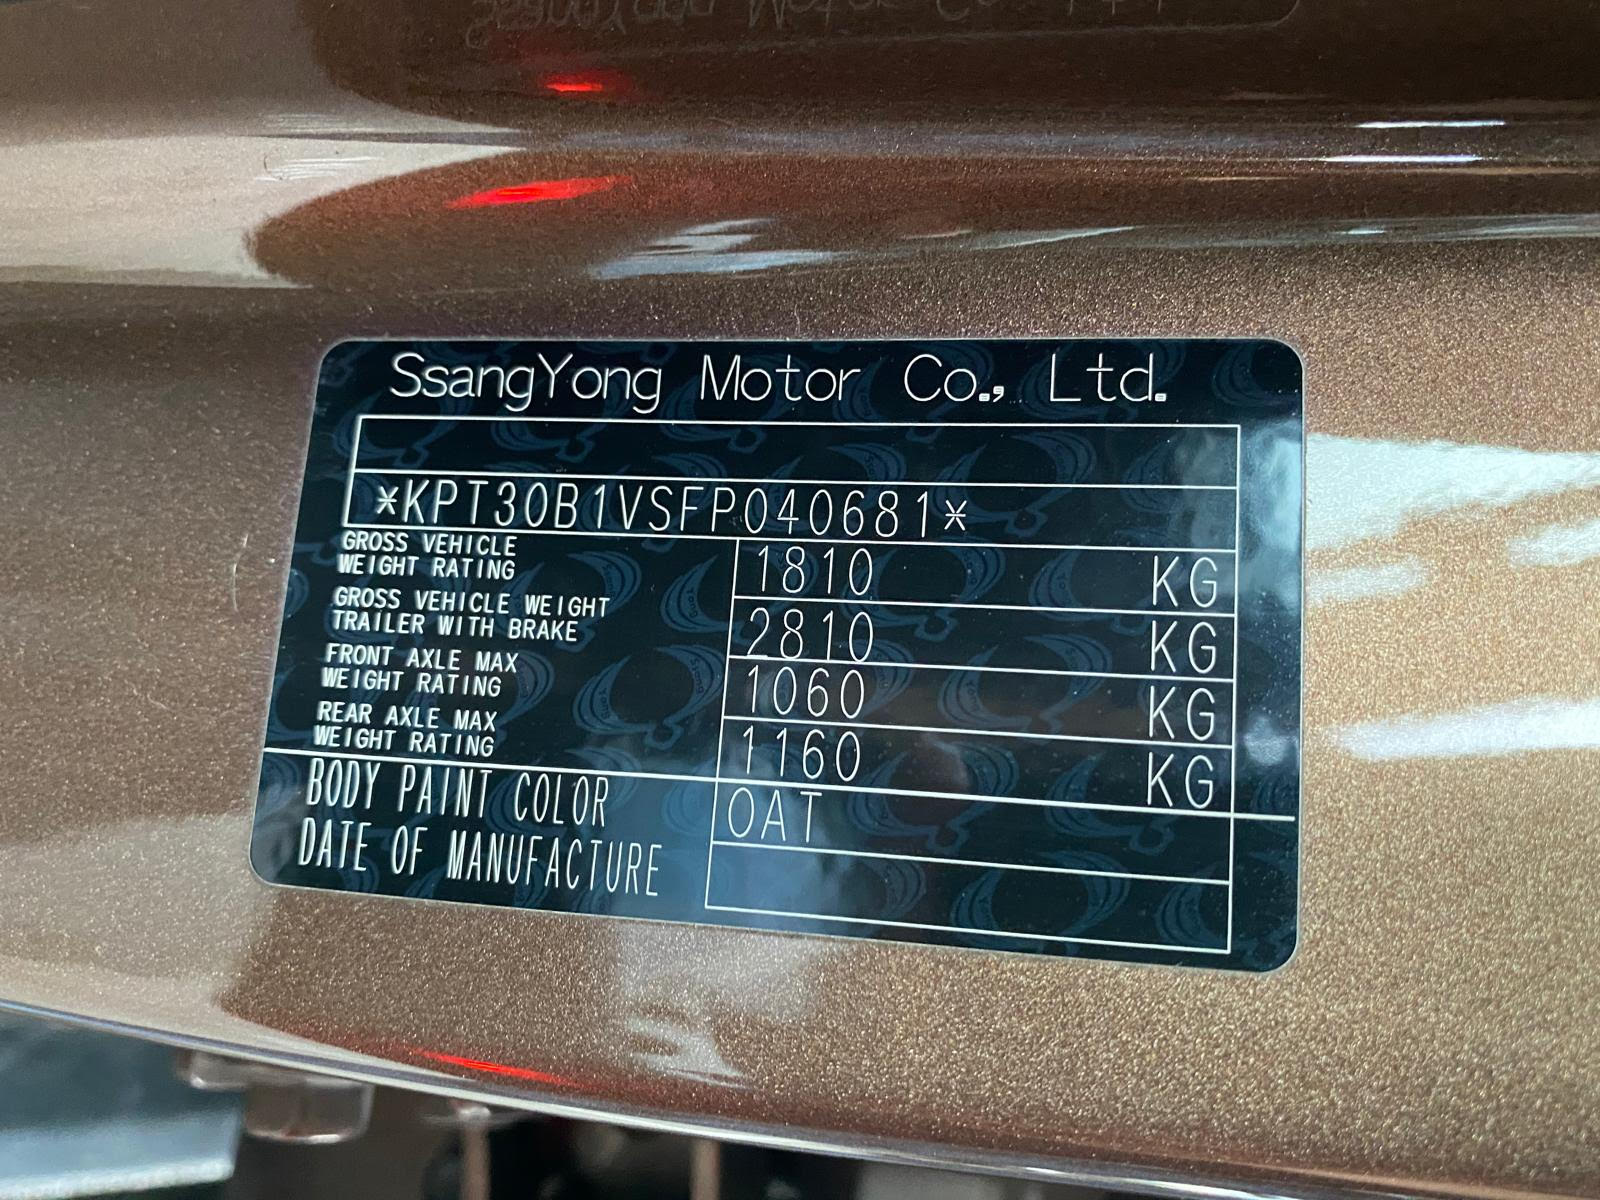 SsangYong Motor Co., Ltd.
*KPT30B1VSFP040681*
GROSS VEHICLE
WEIGHT RATING
1810 KG
GROSS VEHICLE WEIGHT
TRAILER WITH BRAKE
2810 KG
FRONT AXLE MAX
WEIGHT RATING
1060 KG
REAR AXLE MAX
WEIGHT RATING
1160 KG
BODY PAINT COLOR
OAT
DATE OF MANUFACTURE